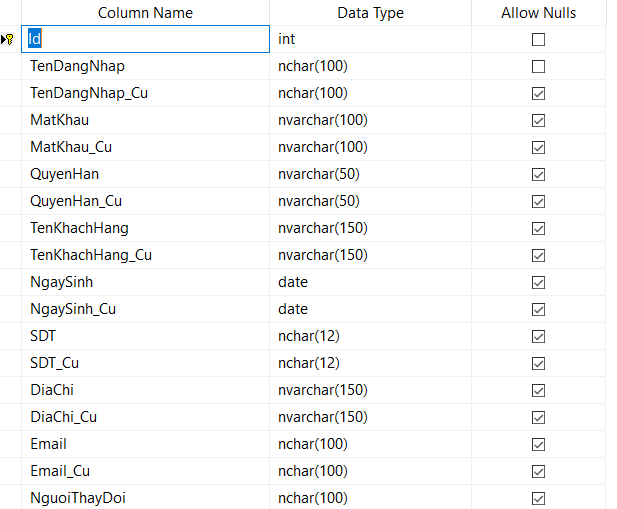 Column Name Data Type Allow Nulls
Id int
TenDangNhap nchar(100)
TenDangNhap_Cu nchar(100)
MatKhau nvarchar(100)
MatKhau_Cu nvarchar(100)
QuyenHan nvarchar(50)
QuyenHan_Cu nvarchar(50)
TenKhachHang nvarchar(150)
TenKhachHang_Cu nvarchar(150)
NgaySinh date
NgaySinh_Cu date
SDT nchar(12)
SDT_Cu nchar(12)
DiaChi nvarchar(150)
DiaChi_Cu nvarchar(150)
Email nchar(100)
Email_Cu nchar(100)
NguoiThayDoi nchar(100)